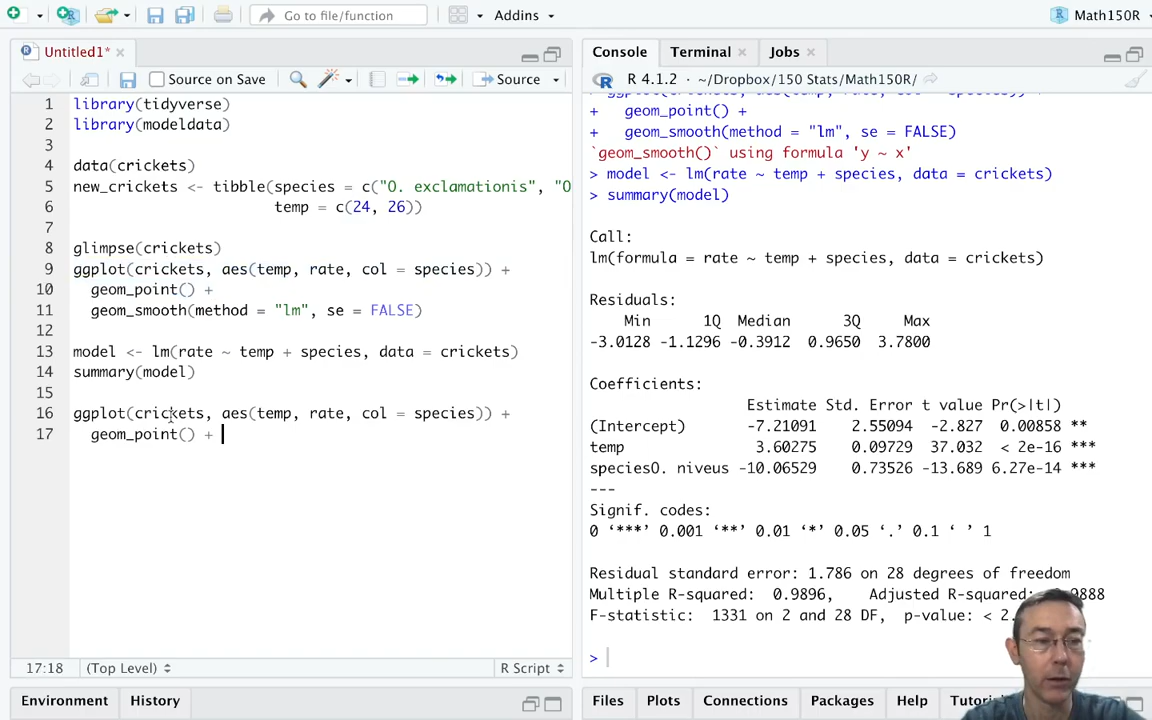 Go to file/function
Addins
Math150R
Untitled1*
Source on Save
Source
1 library(tidyverse)
2 library(modeldata)
3
4 data(crickets)
5 new_crickets <- tibble(species = c("O. exclamationis", "O
6 temp = c(24, 26))
7
8 glimpse(crickets)
9 ggplot(crickets, aes(temp, rate, col = species)) +
10 geom_point() +
11 geom_smooth(method = "lm", se = FALSE)
12
13 model <- lm(rate ~ temp + species, data = crickets)
14 summary(model)
15
16 ggplot(crickets, aes(temp, rate, col = species)) +
17 geom_point() +
17:18 (Top Level) R Script
Environment History
Console Terminal Jobs
R 4.1.2 · ~/Dropbox/150 Stats/Math150R/
ggplot(crickets, aes(temp, rate, col = species)) +
+ geom_point() +
+ geom_smooth(method = "lm", se = FALSE)
`geom_smooth()` using formula 'y ~ x'
> model <- lm(rate ~ temp + species, data = crickets)
> summary(model)
Call:
lm(formula = rate ~ temp + species, data = crickets)
Residuals:
Min 1Q Median 3Q Max
-3.0128 -1.1296 -0.3912 0.9650 3.7800
Coefficients:
Estimate Std. Error t value Pr(>|t|)
(Intercept) -7.21091 2.55094 -2.827 0.00858 **
temp 3.60275 0.09729 37.032 < 2e-16 ***
speciesO. niveus -10.06529 0.73526 -13.689 6.27e-14 ***
---
Signif. codes:
0 ‘***’ 0.001 ‘**’ 0.01 ‘*’ 0.05 ‘.’ 0.1 ‘ ’ 1
Residual standard error: 1.786 on 28 degrees of freedom
Multiple R-squared: 0.9896, Adjusted R-squared: .9888
F-statistic: 1331 on 2 and 28 DF, p-value: < 2.
>
Files Plots Connections Packages Help Tutori